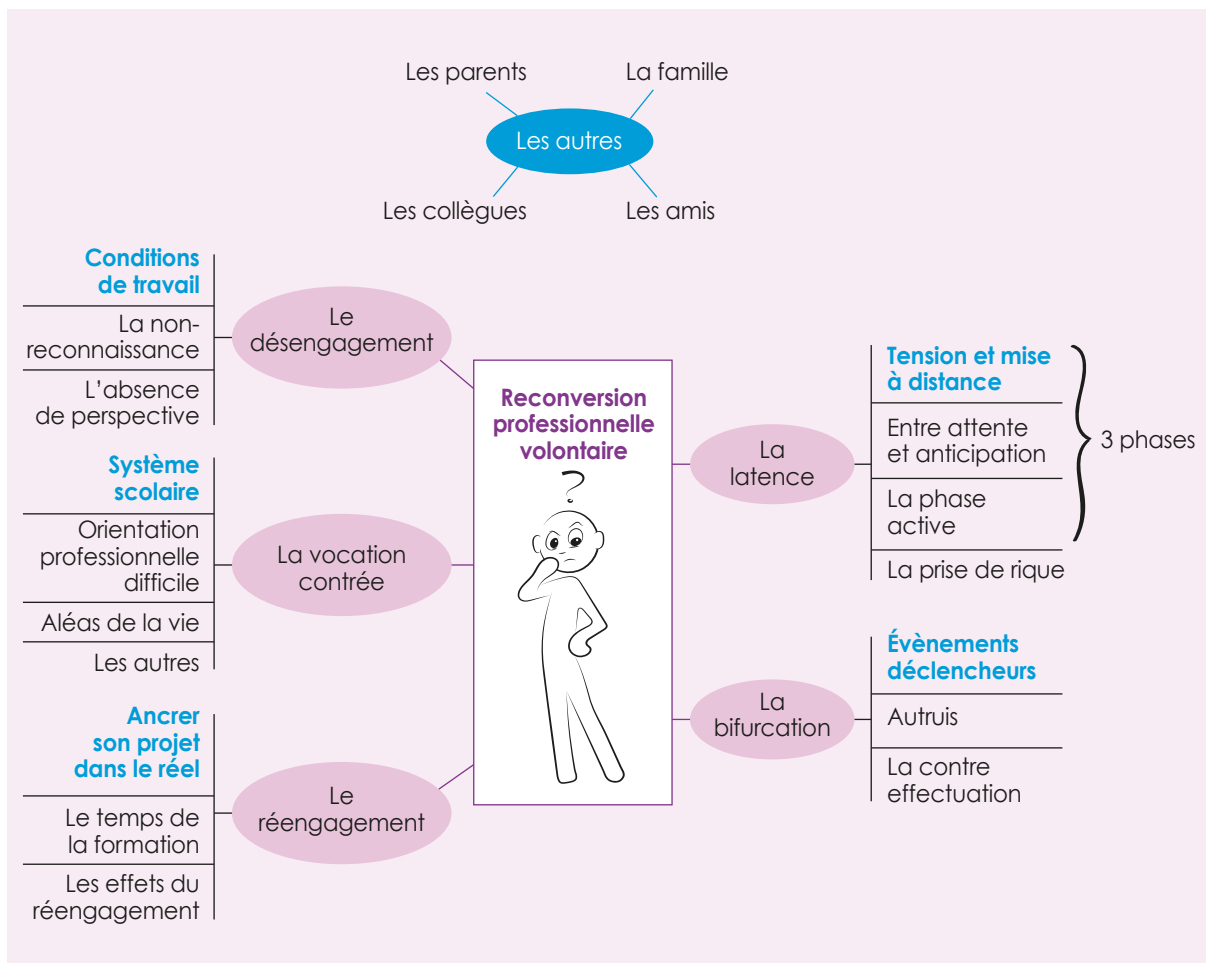 Les parents
La famille
Les autres
Les collègues
Les amis
Conditions
de travail
La non-
reconnaissance
L'absence
de perspective
Le
désengagement
Système
scolaire
Orientation
professionnelle
difficile
Aléas de la vie
Les autres
La vocation
contrée
Ancrer
son projet
dans le réel
Le temps de
la formation
Les effets du
réengagement
Le
réengagement
Reconversion
professionnelle
volontaire
?
La
latence
Tension et mise
à distance
Entre attente
et anticipation
La phase
active
La prise de rique
3 phases
La
bifurcation
Évènements
déclencheurs
Autruis
La contre
effectuation